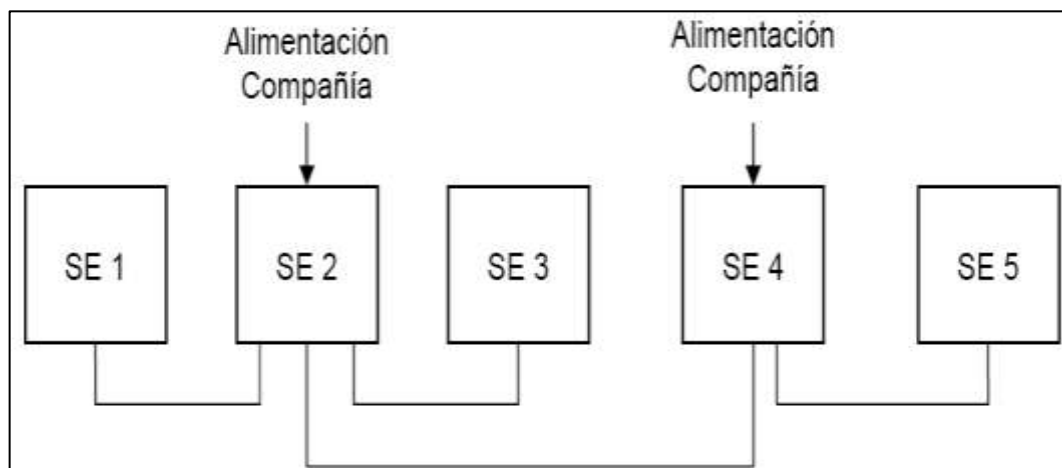 Alimentación
Compañía
Alimentación
Compañía
SE 1
SE 2
SE 3
SE 4
SE 5